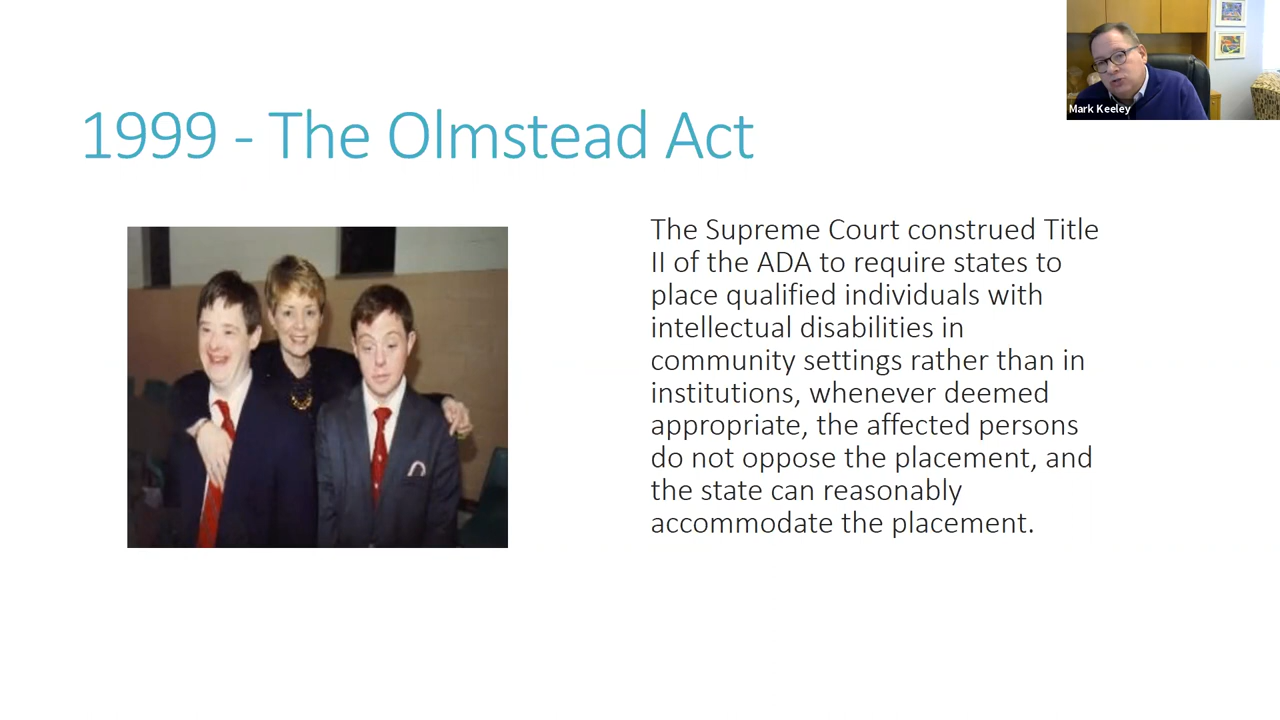 Mark Keeley
1999 - The Olmstead Act
The Supreme Court construed Title
II of the ADA to require states to
place qualified individuals with
intellectual disabilities in
community settings rather than in
institutions, whenever deemed
appropriate, the affected persons
do not oppose the placement, and
the state can reasonably
accommodate the placement.